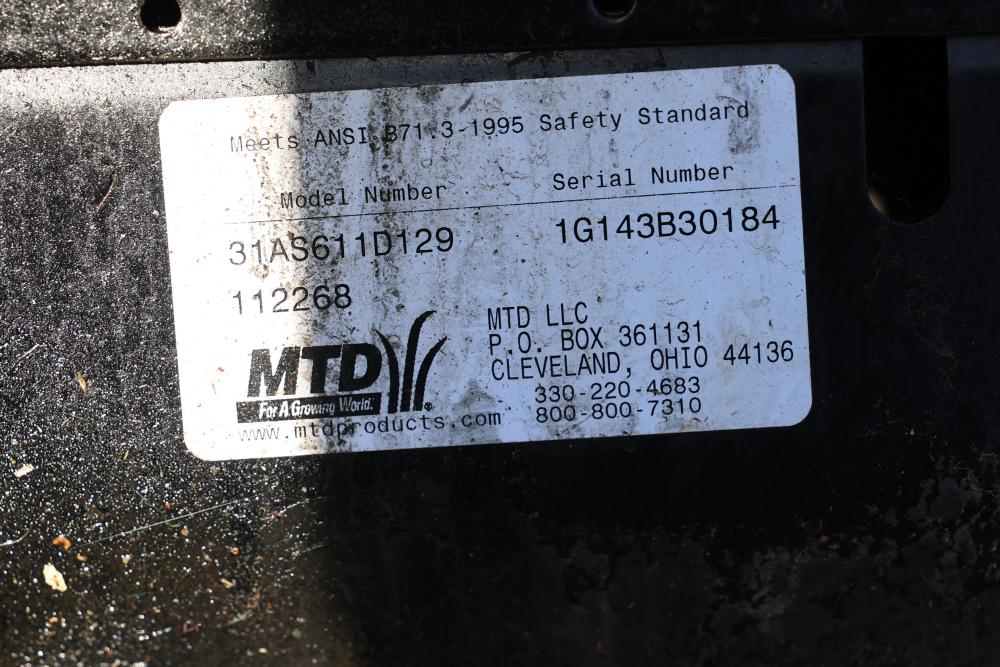 Meets ANSI B71.3-1995 Safety Standard
Model Number Serial Number
31AS611D129 1G143B30184
112268
MTD LLC
P.O. BOX 361131
CLEVELAND, OHIO 44136
330-220-4683
800-800-7310
MTD
For A Growing World.
www.mtdproducts.com